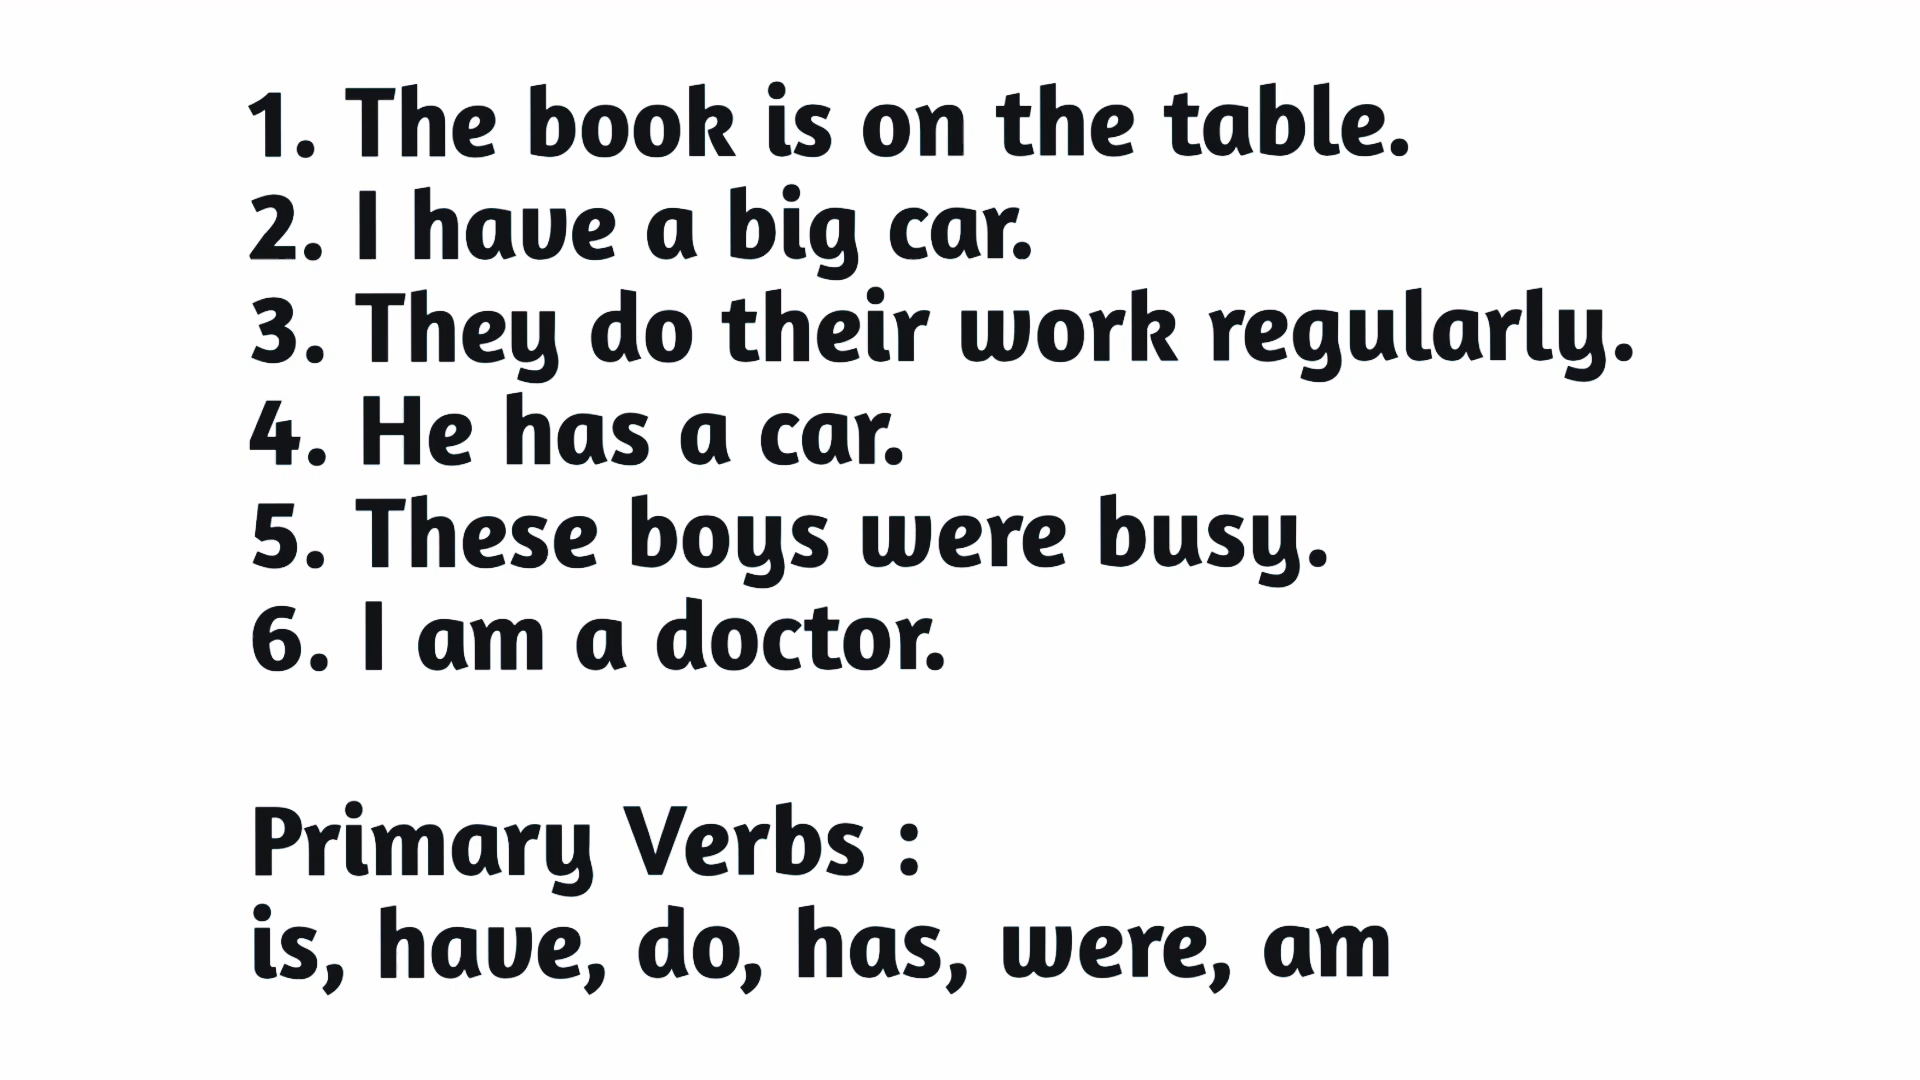 1. The book is on the table.
2. I have a big car.
3. They do their work regularly.
4. He has a car.
5. These boys were busy.
6. I am a doctor.
Primary Verbs :
is, have, do, has, were, am